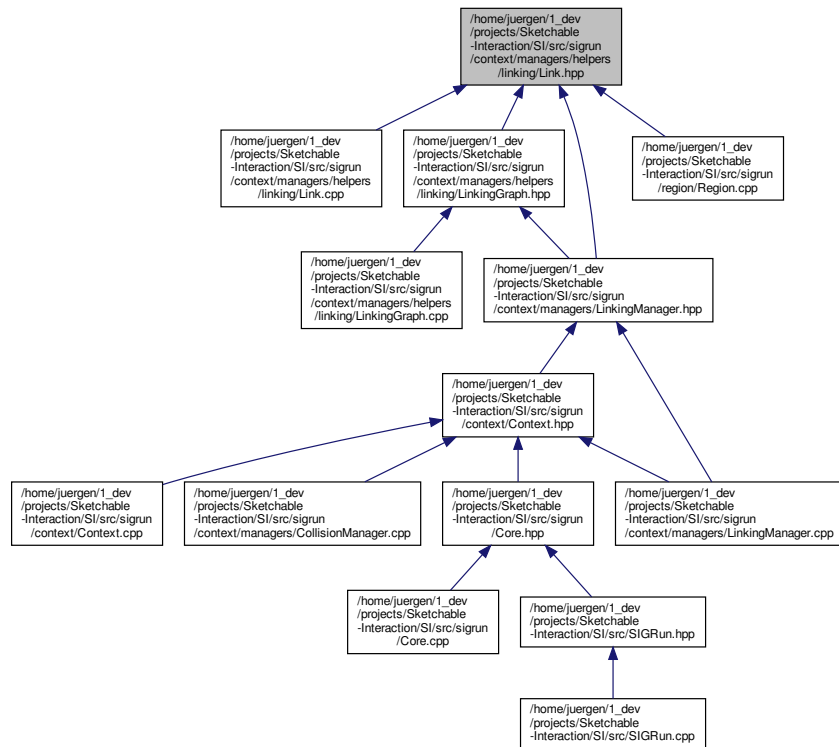 /home/juergen/1_dev
/projects/Sketchable
-Interaction/SI/src/sigrun
/context/managers/helpers
/linking/Link.hpp
/home/juergen/1_dev
/projects/Sketchable
-Interaction/SI/src/sigrun
/context/managers/helpers
/linking/Link.cpp
/home/juergen/1_dev
/projects/Sketchable
-Interaction/SI/src/sigrun
/context/managers/helpers
/linking/LinkingGraph.hpp
/home/juergen/1_dev
/projects/Sketchable
-Interaction/SI/src/sigrun
/region/Region.cpp
/home/juergen/1_dev
/projects/Sketchable
-Interaction/SI/src/sigrun
/context/managers/helpers
/linking/LinkingGraph.cpp
/home/juergen/1_dev
/projects/Sketchable
-Interaction/SI/src/sigrun
/context/managers/LinkingManager.hpp
/home/juergen/1_dev
/projects/Sketchable
-Interaction/SI/src/sigrun
/context/Context.hpp
/home/juergen/1_dev
/projects/Sketchable
-Interaction/SI/src/sigrun
/context/Context.cpp
/home/juergen/1_dev
/projects/Sketchable
-Interaction/SI/src/sigrun
/context/managers/CollisionManager.cpp
/home/juergen/1_dev
/projects/Sketchable
-Interaction/SI/src/sigrun
/Core.hpp
/home/juergen/1_dev
/projects/Sketchable
-Interaction/SI/src/sigrun
/context/managers/LinkingManager.cpp
/home/juergen/1_dev
/projects/Sketchable
-Interaction/SI/src/sigrun
/Core.cpp
/home/juergen/1_dev
/projects/Sketchable
-Interaction/SI/src/SIGRun.hpp
/home/juergen/1_dev
/projects/Sketchable
-Interaction/SI/src/SIGRun.cpp